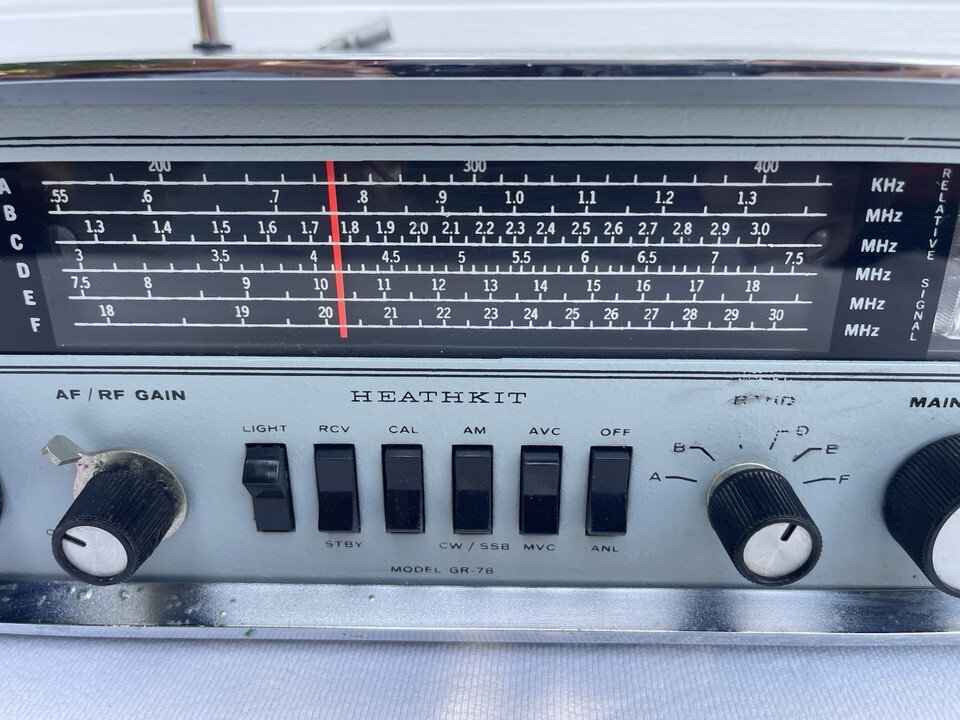 200 300 400
A .55 .6 .7 .8 .9 1.0 1.1 1.2 1.3 KHz
B 1.3 1.4 1.5 1.6 1.7 1.8 1.9 2.0 2.1 2.2 2.3 2.4 2.5 2.6 2.7 2.8 2.9 3.0 MHz
C 3 3.5 4 4.5 5 5.5 6 6.5 7 7.5 MHz
D 7.5 8 9 10 11 12 13 14 15 16 17 18 MHz
E 18 19 20 21 22 23 24 25 26 27 28 29 30 MHz
F MHz
RELATIVE SIGNAL
AF / RF GAIN HEATHKIT BAND MAIN
LIGHT RCV CAL AM AVC OFF
B D E
A F
STBY CW / SSB MVC ANL
MODEL GR-78